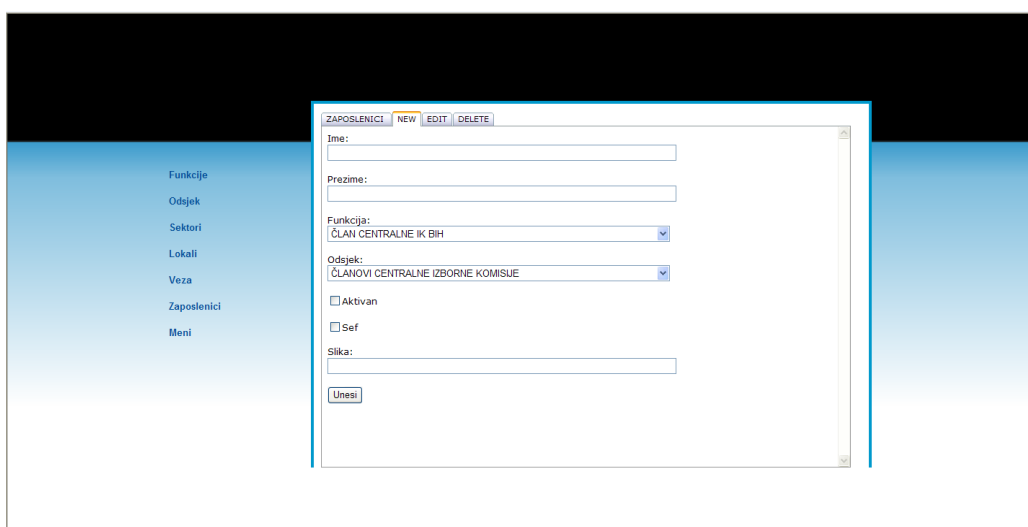 ZAPOSLENICI NEW EDIT DELETE
Ime:
Prezime:
Funkcija:
ČLAN CENTRALNE IK BIH
Odsjek:
ČLANOVI CENTRALNE IZBORNE KOMISIJE
Aktivan
Sef
Slika:
Unesi
Funkcije
Odsjek
Sektori
Lokali
Veza
Zaposlenici
Meni